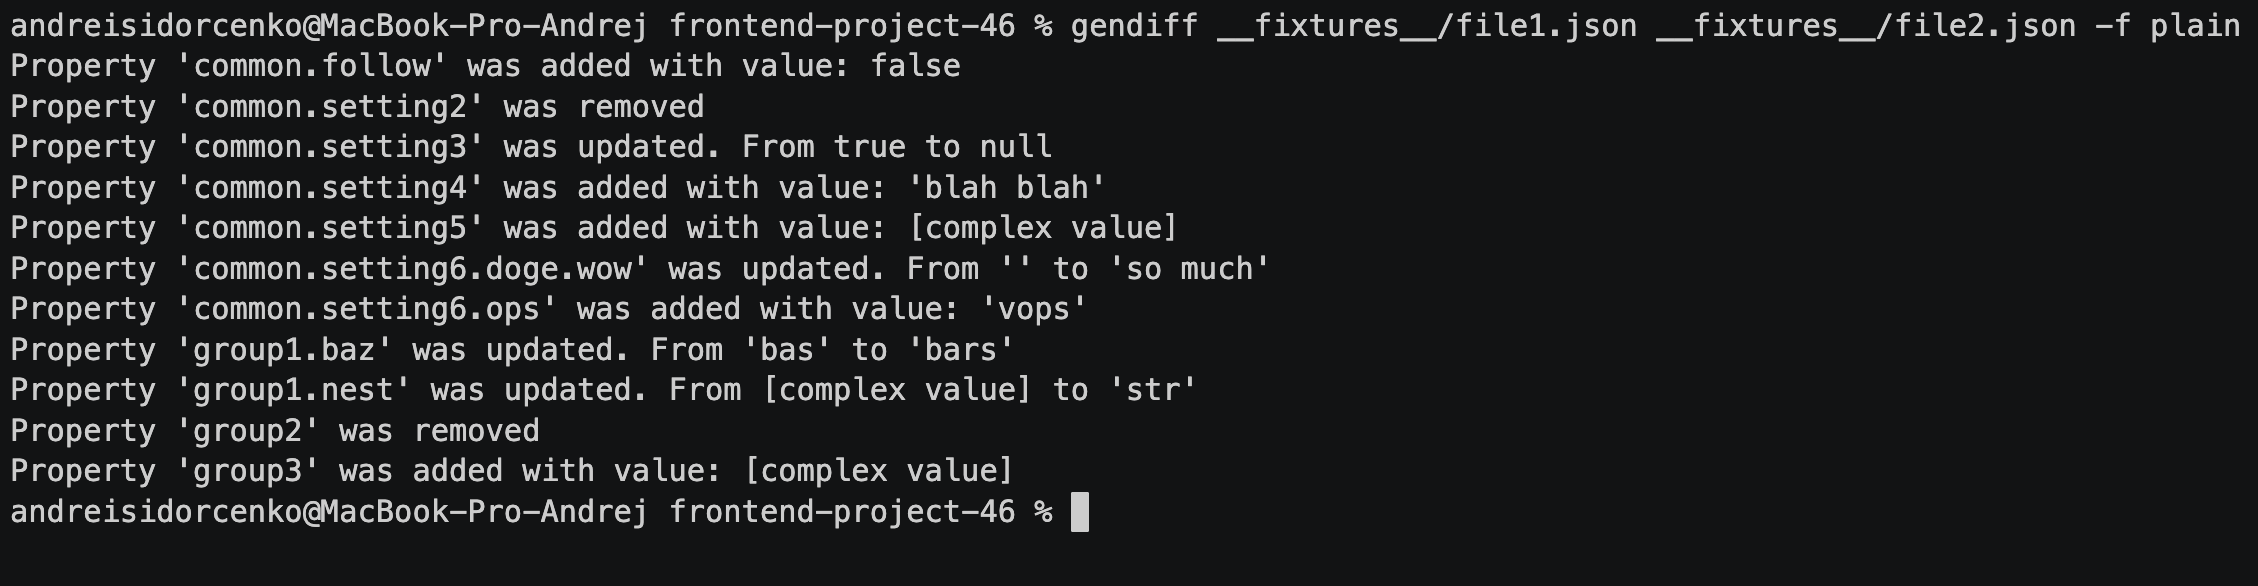 andreisidorcenko@MacBook-Pro-Andrej frontend-project-46 % gendiff __fixtures__/file1.json __fixtures__/file2.json -f plain
Property 'common.follow' was added with value: false
Property 'common.setting2' was removed
Property 'common.setting3' was updated. From true to null
Property 'common.setting4' was added with value: 'blah blah'
Property 'common.setting5' was added with value: [complex value]
Property 'common.setting6.doge.wow' was updated. From '' to 'so much'
Property 'common.setting6.ops' was added with value: 'vops'
Property 'group1.baz' was updated. From 'bas' to 'bars'
Property 'group1.nest' was updated. From [complex value] to 'str'
Property 'group2' was removed
Property 'group3' was added with value: [complex value]
andreisidorcenko@MacBook-Pro-Andrej frontend-project-46 %